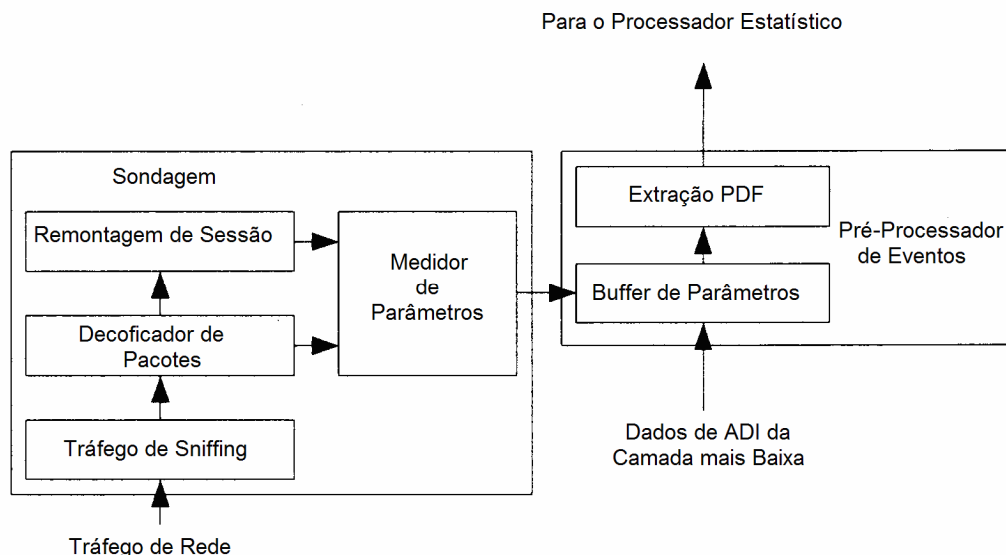 Para o Processador Estatístico
Sondagem
Remontagem de Sessão
Decoficador de
Pacotes
Tráfego de Sniffing
Tráfego de Rede
Medidor
de
Parâmetros
Extração PDF
Buffer de Parâmetros
Pré-Processador
de Eventos
Dados de ADI da
Camada mais Baixa